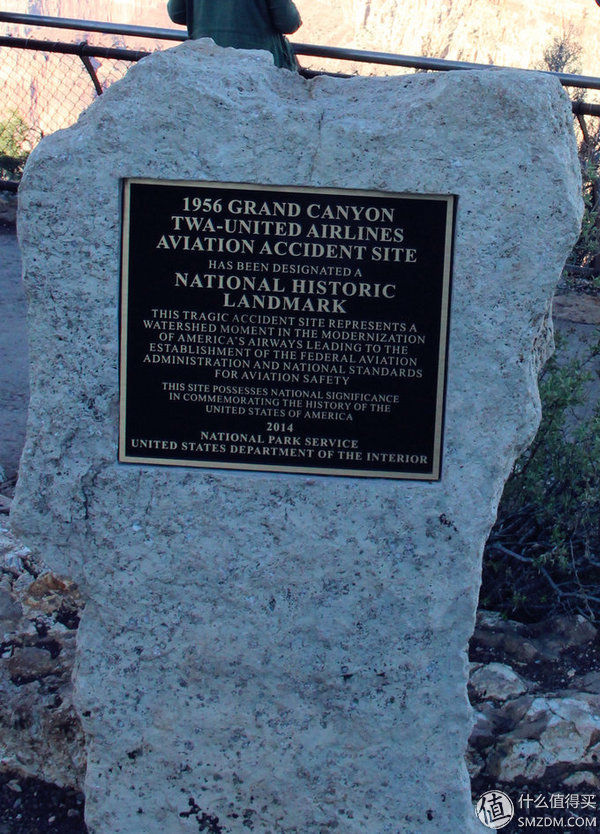 1956 GRAND CANYON
TWA-UNITED AIRLINES
AVIATION ACCIDENT SITE
HAS BEEN DESIGNATED A
NATIONAL HISTORIC
LANDMARK
THIS TRAGIC ACCIDENT SITE REPRESENTS A
WATERSHED MOMENT IN THE MODERNIZATION
OF AMERICA'S AIRWAYS LEADING TO THE
ESTABLISHMENT OF THE FEDERAL AVIATION
ADMINISTRATION AND NATIONAL STANDARDS
FOR AVIATION SAFETY
THIS SITE POSSESSES NATIONAL SIGNIFICANCE
IN COMMEMORATING THE HISTORY OF THE
UNITED STATES OF AMERICA
2014
NATIONAL PARK SERVICE
UNITED STATES DEPARTMENT OF THE INTERIOR
值 什么值得买
SMZDM.COM